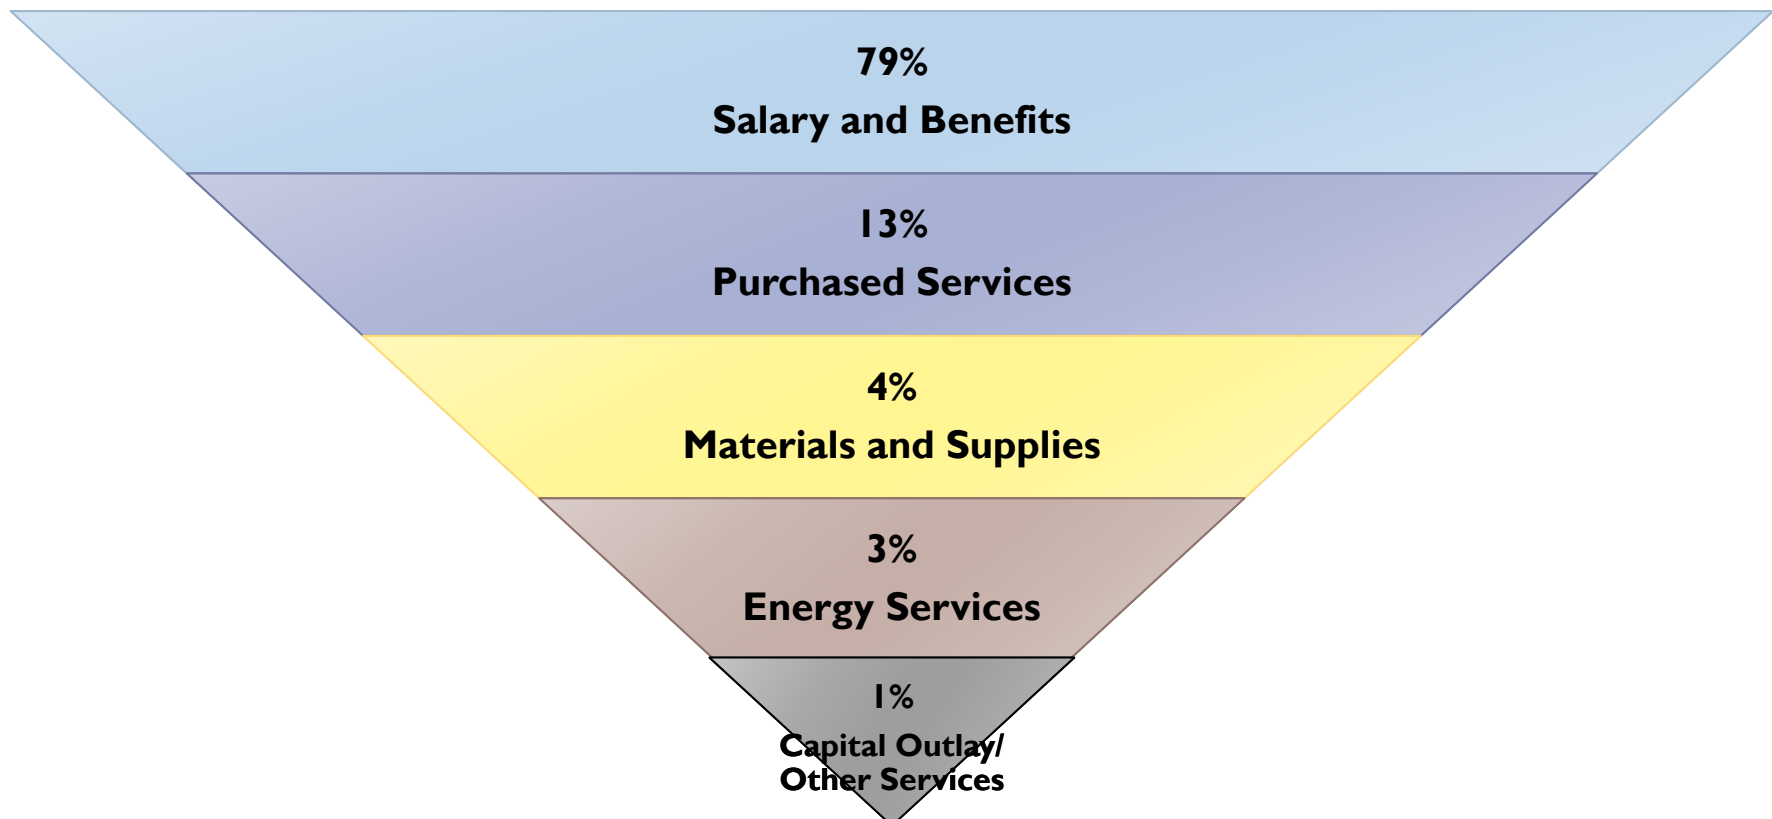 79%
Salary and Benefits
13%
Purchased Services
4%
Materials and Supplies
3%
Energy Services
1%
Capital Outlay/
Other Services